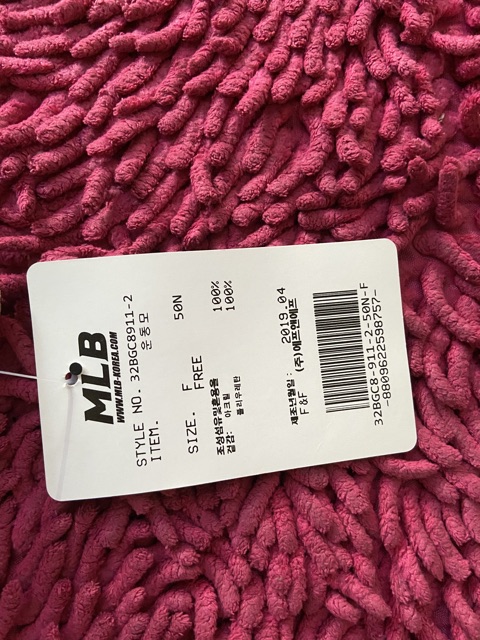 MLB
WWW.MLB-KOREA.COM
STYLE NO. 32BGC8911-2
ITEM. 운동모
50N
SIZE. F
FREE
조성섬유및혼용율
겉감: 아크릴 100%
폴리우레탄 100%
제조년월일 : 2019.04
F&F (주)에프앤에프
32BGC8-911-2-50N-F
-8809622598757-